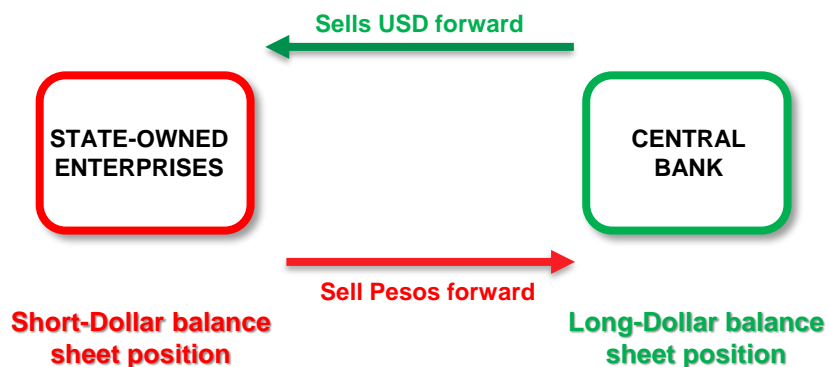 Sells USD forward
STATE-OWNED
ENTERPRISES
CENTRAL
BANK
Sell Pesos forward
Short-Dollar balance
sheet position
Long-Dollar balance
sheet position